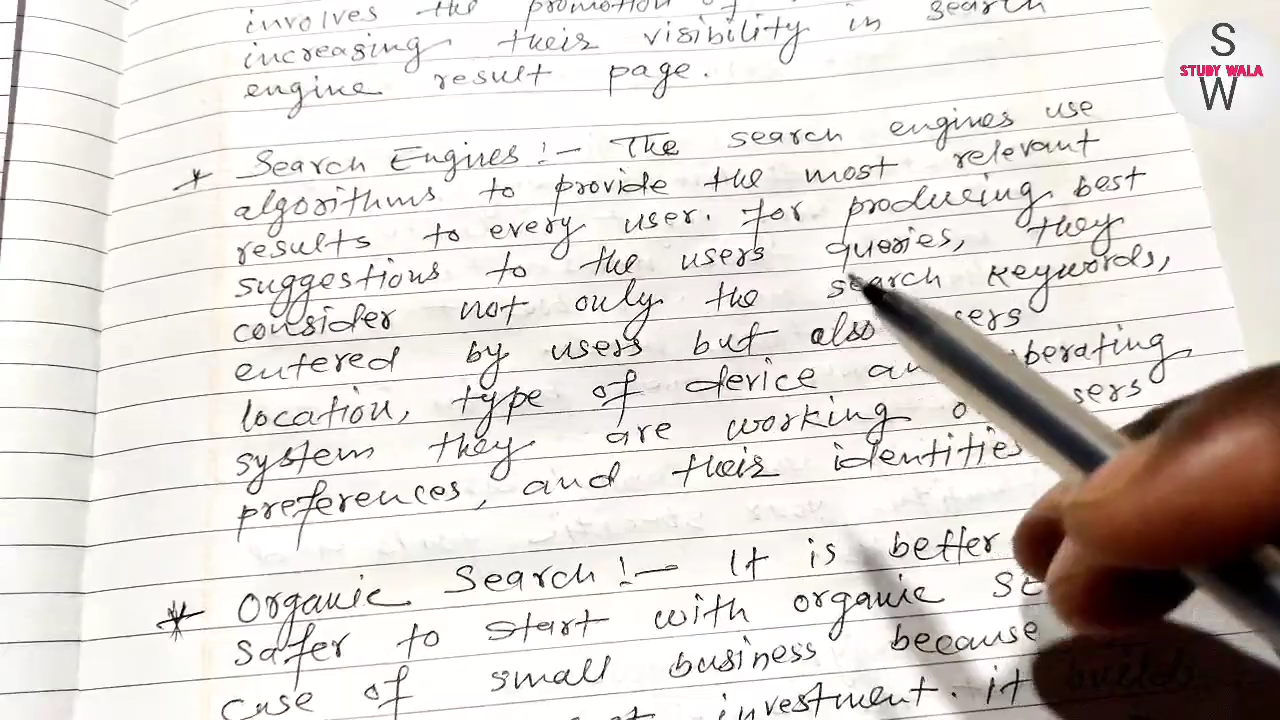 involves the promotion of
increasing their visibility in search
engine result page.
* Search Engines :- The search engines use
algorithms to provide the most relevant
results to every user. For producing best
suggestions to the users queries, they
consider not only the search keywords,
entered by users but also
location, type of device
system they are working
preferences, and their identities
* Organic Search :- It is better
safer to start with organic
case of small business because
investment. it builds
S
STUDY WALA
W